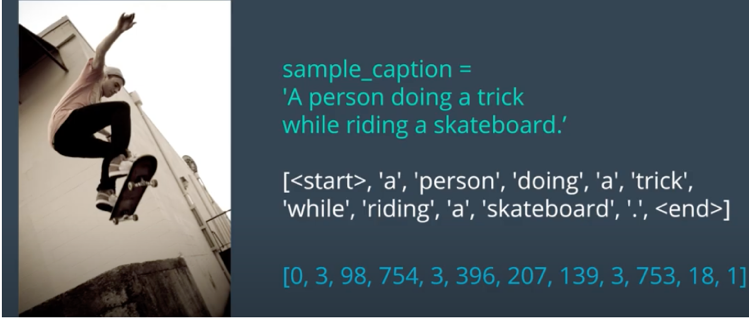 sample_caption =
'A person doing a trick
while riding a skateboard.’
[<start>, 'a', 'person', 'doing', 'a', 'trick',
'while', 'riding', 'a', 'skateboard', '.', <end>]
[0, 3, 98, 754, 3, 396, 207, 139, 3, 753, 18, 1]